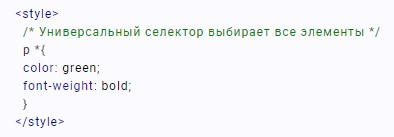 <style>
/* Универсальный селектор выбирает все элементы */
p *{
color: green;
font-weight: bold;
}
</style>